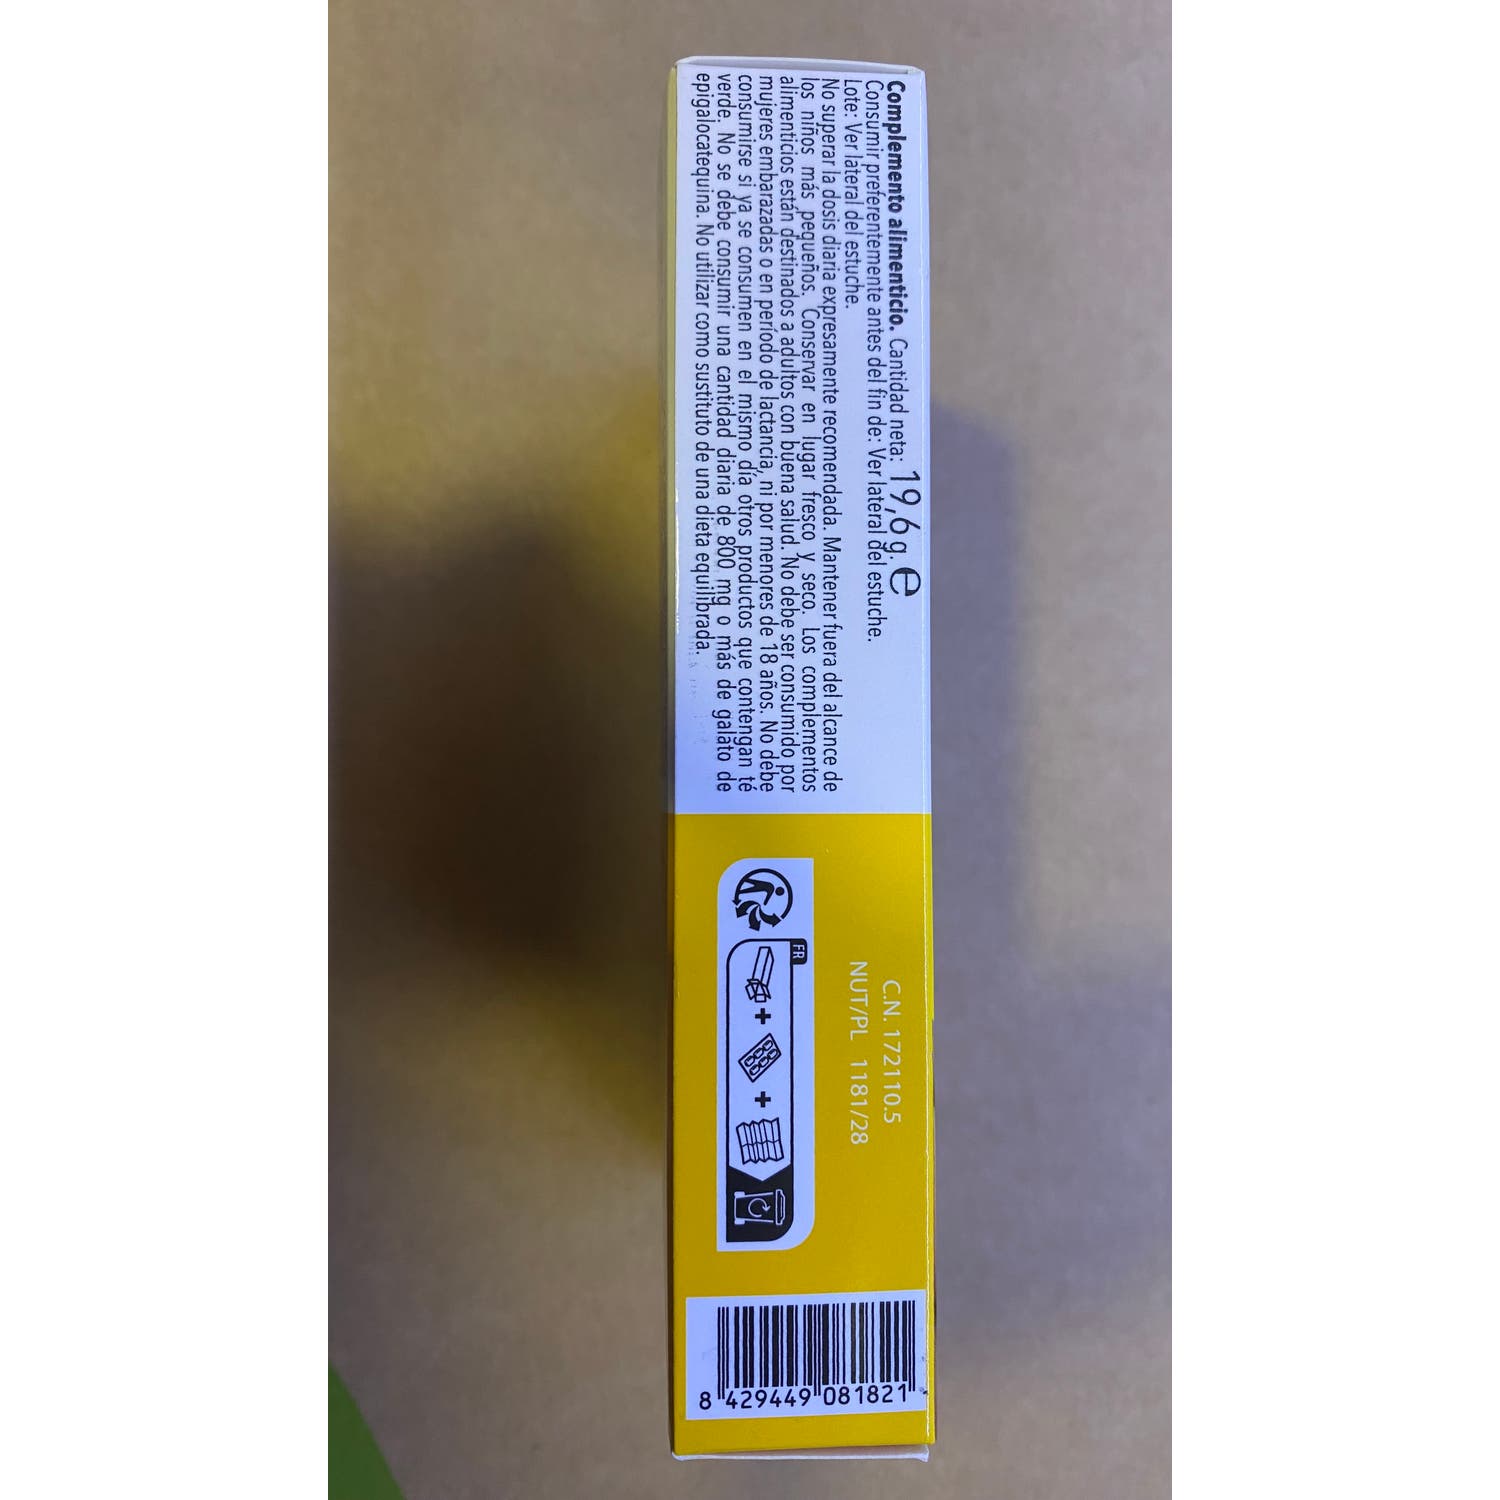 Complemento alimenticio. Cantidad neta: 19,6 g. e
Consumir preferentemente antes del fin de: Ver lateral del estuche.
Lote: Ver lateral del estuche.
No superar la dosis diaria expresamente recomendada. Mantener fuera del alcance de
los niños más pequeños. Conservar en lugar fresco y seco. Los complementos
alimenticios están destinados a adultos con buena salud. No debe ser consumido por
mujeres embarazadas o en período de lactancia, ni por menores de 18 años. No debe
consumirse si ya se consumen en el mismo día otros productos que contengan té
verde. No se debe consumir una cantidad diaria de 800 mg o más de galato de
epigalocatequina. No utilizar como sustituto de una dieta equilibrada.
C.N. 172110.5
NUT/PL 1181/28
FR
+ +
8 429449 081821